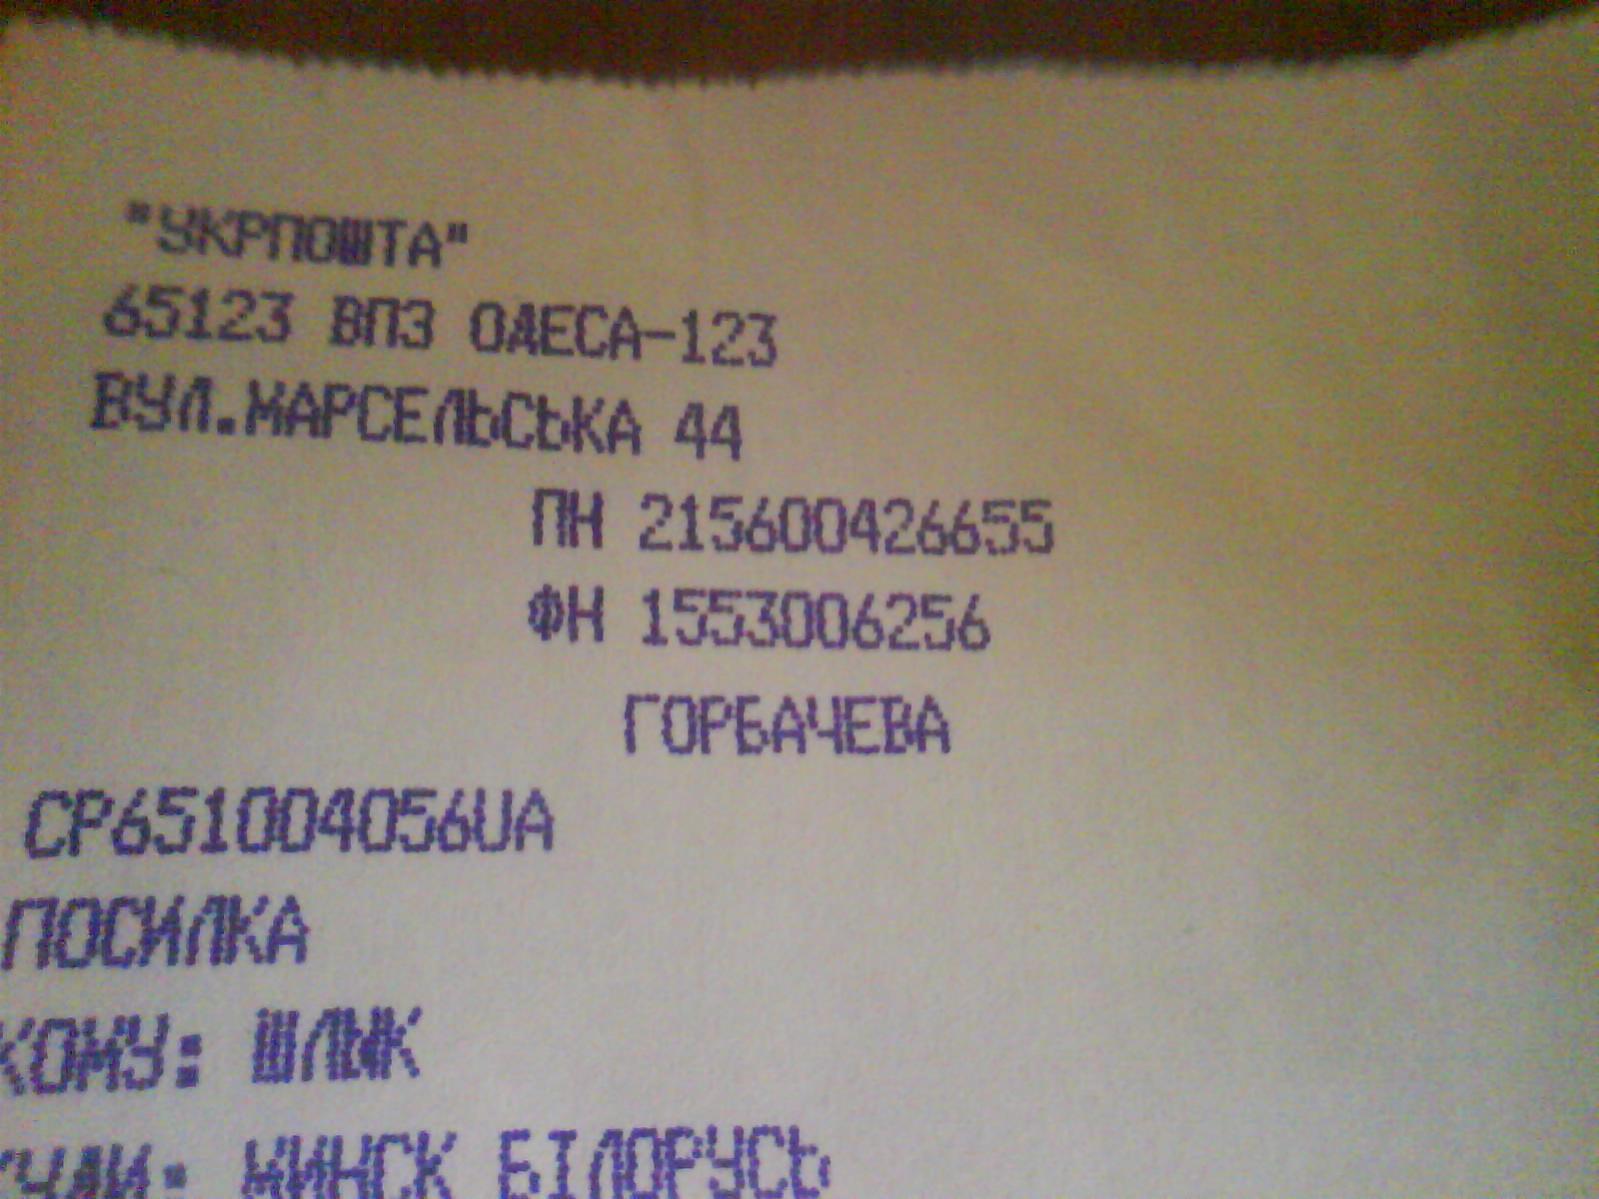 "УКРПОШТА"
65123 ВПЗ ОДЕСА-123
ВУЛ.МАРСЕЛЬСЬКА 44
ПН 215600426655
ФН 1553006256
ГОРБАЧЕВА
CP651004056UA
ПОСИЛКА
КОМУ: ШЛЫК
КУДИ: МИНСК БІЛОРУСЬ